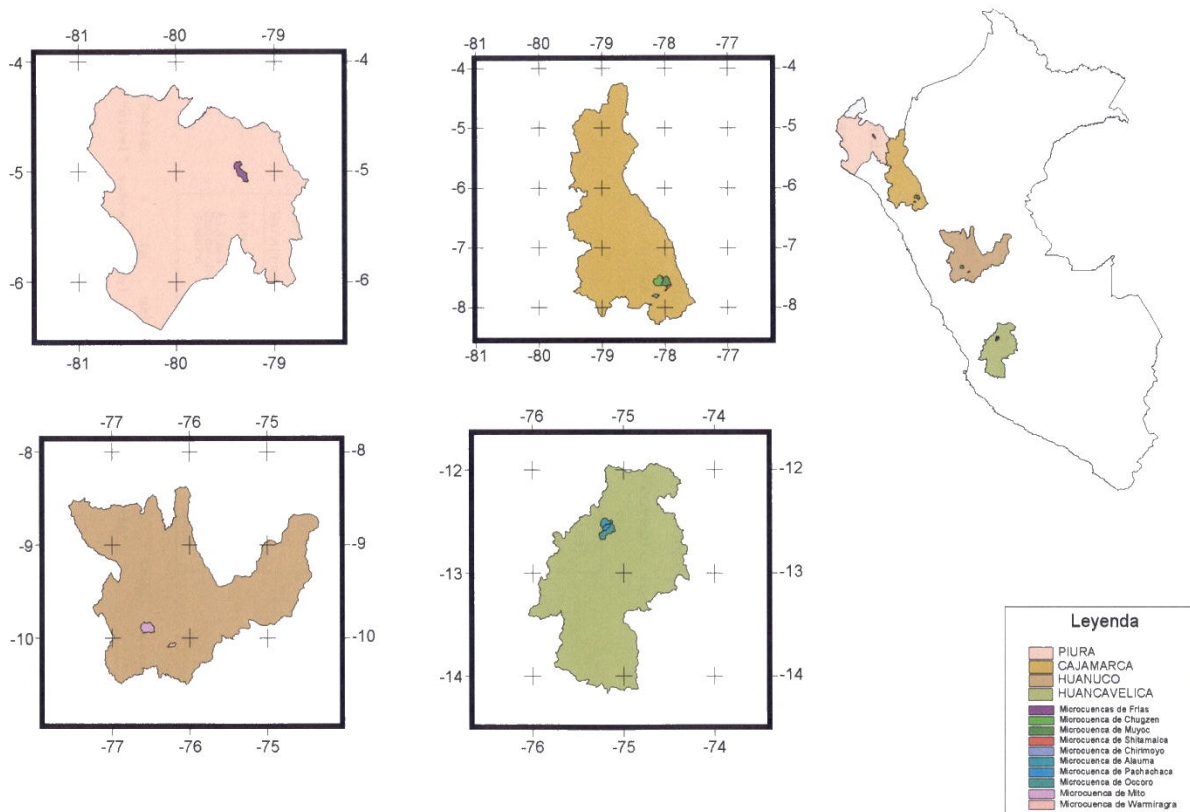 -81 -80 -79
-4 -4
-5 -5
-6 -6
-81 -80 -79
-80 -79 -78 -77
-4 -4
-5 -5
-6 -6
-7 -7
-8 -8
-81 -80 -79 -78 -77
-77 -76 -75
-8 -8
-9 -9
-10 -10
-77 -76 -75
-76 -75 -74
-12 -12
-13 -13
-14 -14
-76 -75 -74
Leyenda
PIURA
CAJAMARCA
HUANUCO
HUANCAVELICA
Microcuencas de Frias
Microcuenca de Chugzen
Microcuenca de Muyoc
Microcuenca de Shitamalca
Microcuenca de Chirimoyo
Microcuenca de Alauma
Microcuenca de Pachachaca
Microcuenca de Occoro
Microcuenca de Mito
Microcuenca de Warmiragra